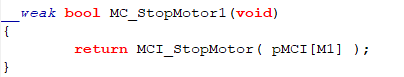 __weak bool MC_StopMotor1(void)
{
        return MCI_StopMotor( pMCI[M1] );
}